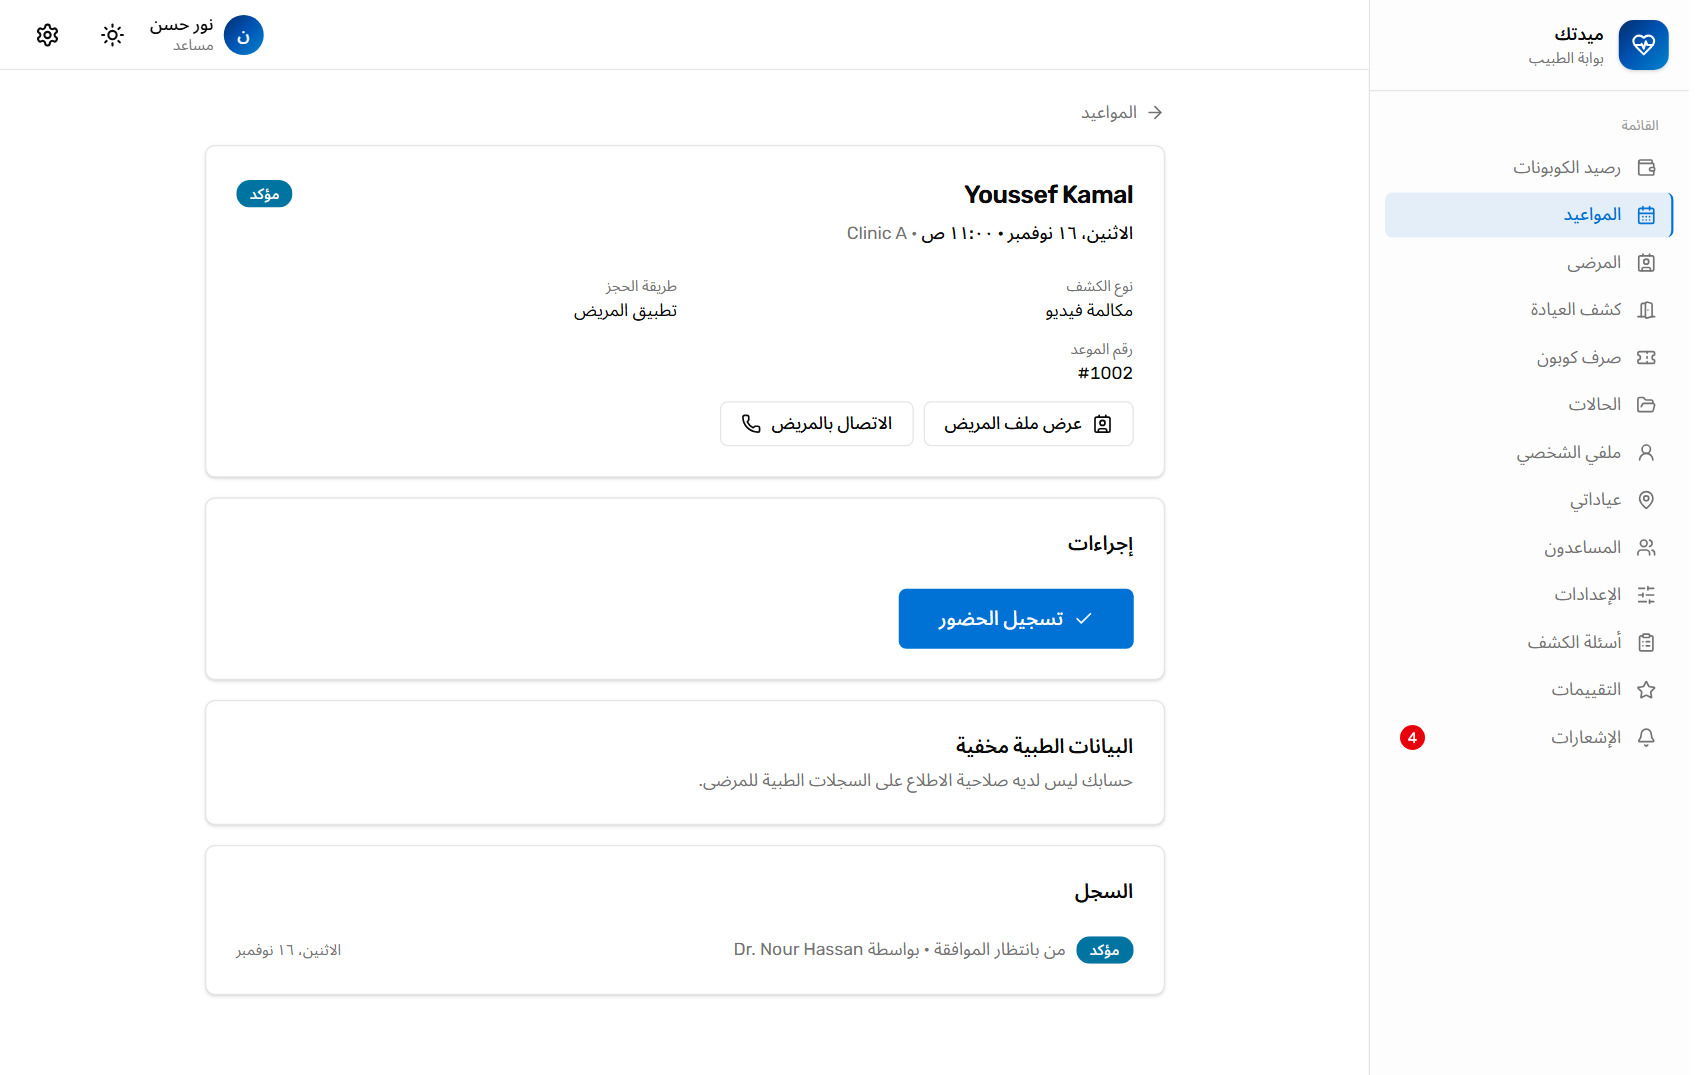 ميدتك
بوابة الطبيب
القائمة
رصيد الكوبونات
المواعيد
المرضى
كشف العيادة
صرف كوبون
الحالات
ملفي الشخصي
عياداتي
المساعدون
الإعدادات
أسئلة الكشف
التقييمات
الإشعارات 4
ن
نور حسن
مساعد
المواعيد
Youssef Kamal
مؤكد
الاثنين، ١٦ نوفمبر • ١١:٠٠ ص • Clinic A
نوع الكشف
مكالمة فيديو
طريقة الحجز
تطبيق المريض
رقم الموعد
#1002
عرض ملف المريض
الاتصال بالمريض
إجراءات
تسجيل الحضور
البيانات الطبية مخفية
حسابك ليس لديه صلاحية الاطلاع على السجلات الطبية للمرضى.
السجل
مؤكد من بانتظار الموافقة • بواسطة Dr. Nour Hassan
الاثنين، ١٦ نوفمبر